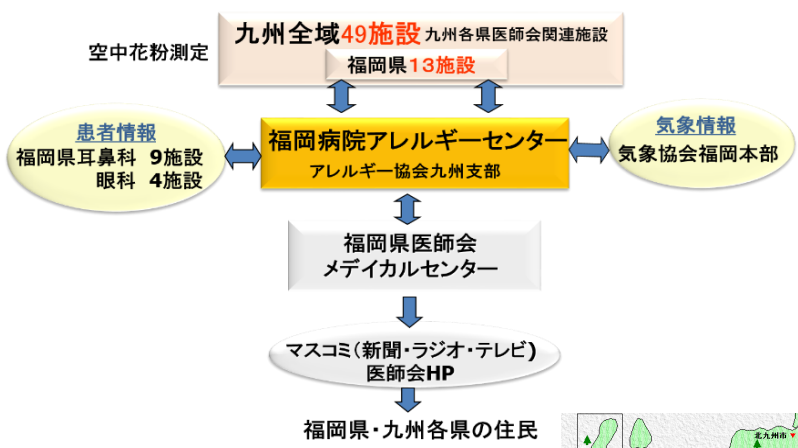 九州全域49施設 九州各県医師会関連施設
空中花粉測定
福岡県13施設
患者情報
福岡県耳鼻科 9施設
眼科 4施設
福岡病院アレルギーセンター
アレルギー協会九州支部
気象情報
気象協会福岡本部
福岡県医師会
メデイカルセンター
マスコミ(新聞・ラジオ・テレビ)
医師会HP
福岡県・九州各県の住民
北九州市